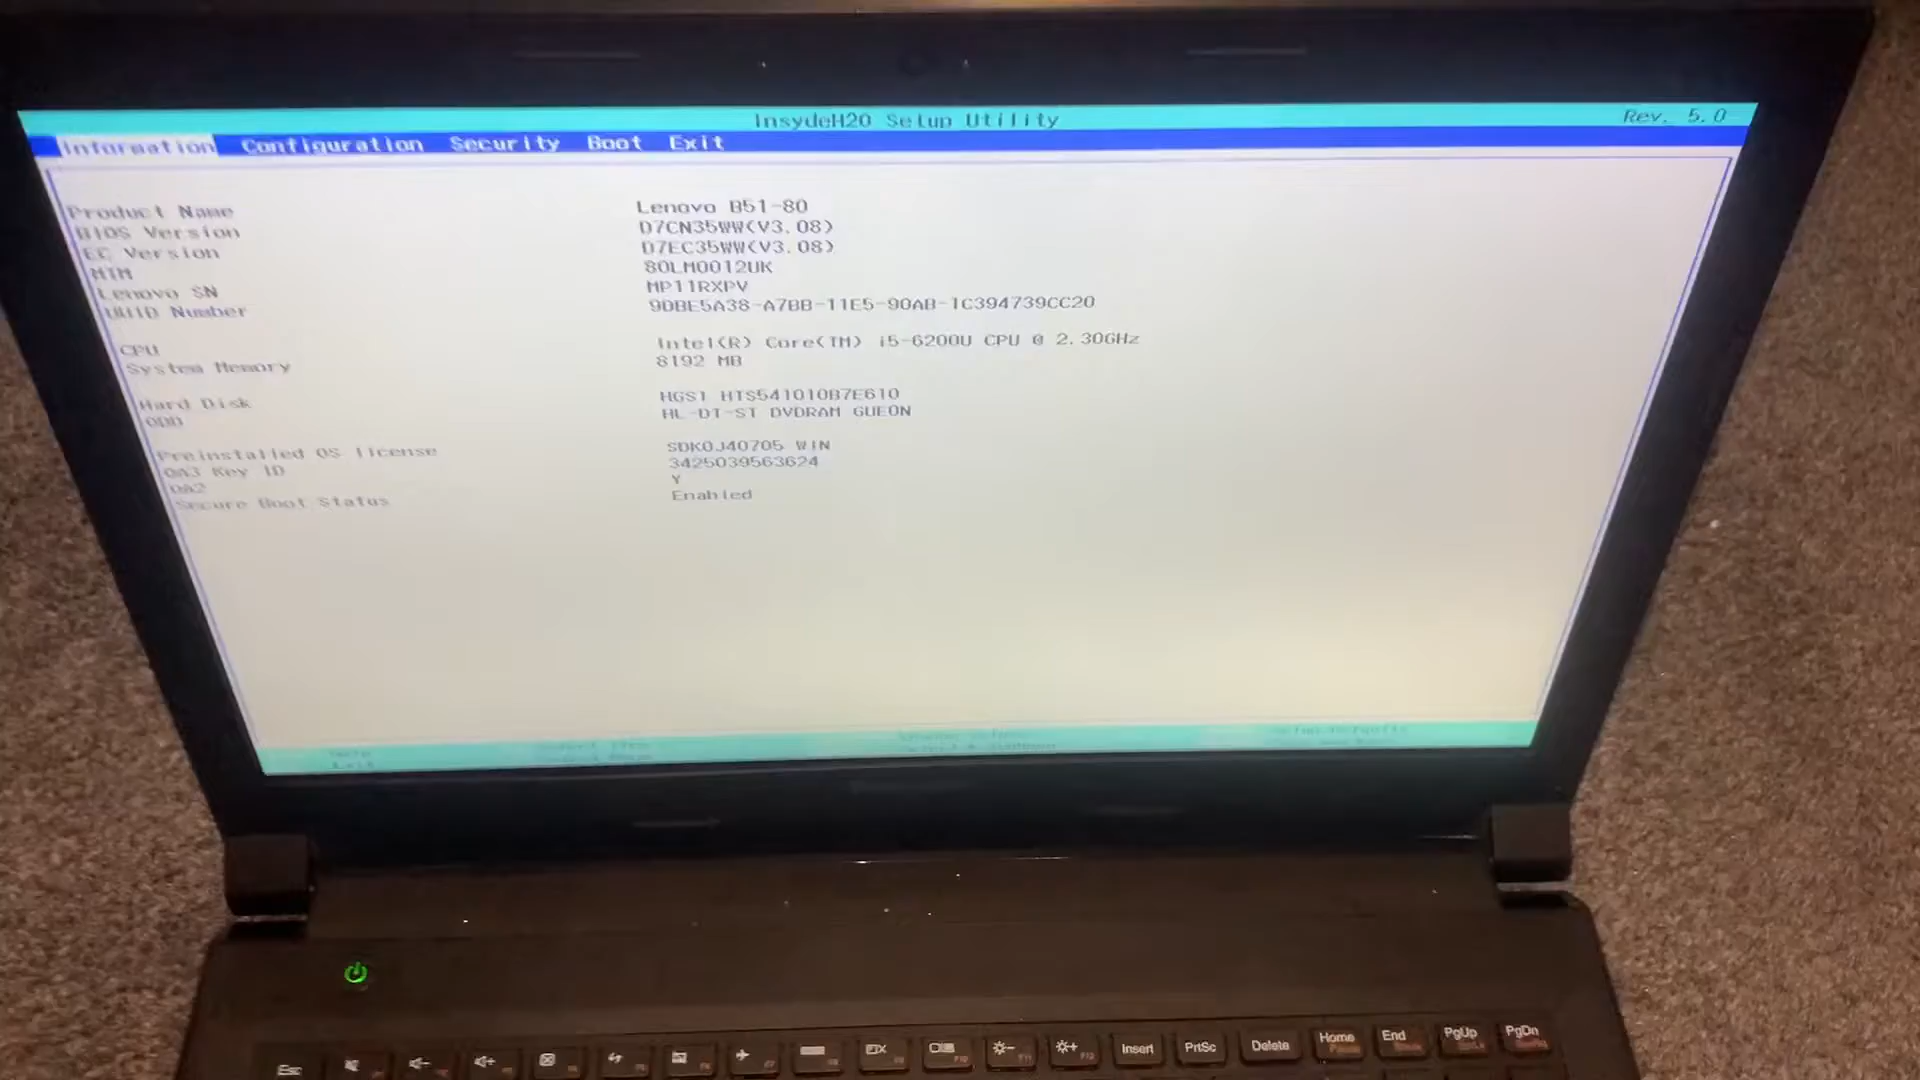 InsydeH20 Setup Utility Rev. 5.0
Information Configuration Security Boot Exit
Product Name Lenovo B51-80
BIOS Version D7CN35WW(V3.08)
EC Version D7EC35WW(V3.08)
MTM 80LM0012UK
Lenovo SN MP11RXPV
UUID Number 9DBE5A38-A7BB-11E5-90AB-1C394739CC20
CPU Intel(R) Core(TM) i5-6200U CPU @ 2.30GHz
System Memory 8192 MB
Hard Disk HGST HTS541010B7E610
ODD HL-DT-ST DVDRAM GUE0N
Preinstalled OS license SDK0J40705 WIN
OA3 Key ID 3425039563624
OA2 Y
Secure Boot Status Enabled
Esc Insert PrtSc Delete Home End PgUp PgDn